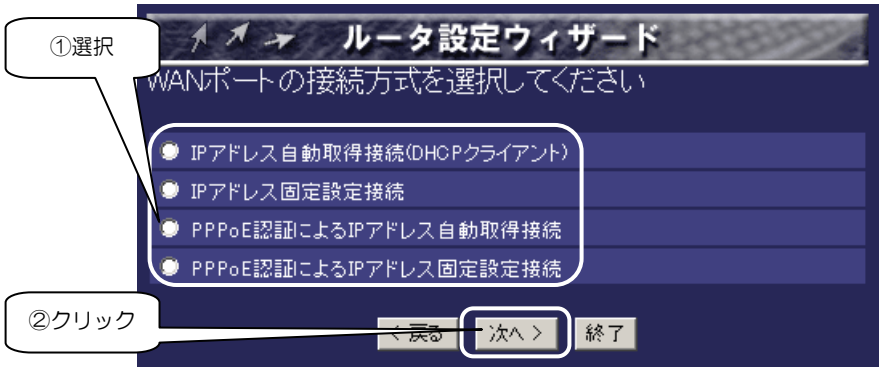 ルータ設定ウィザード
①選択
WANポートの接続方式を選択してください
IPアドレス自動取得接続(DHCPクライアント)
IPアドレス固定設定接続
PPPoE認証によるIPアドレス自動取得接続
PPPoE認証によるIPアドレス固定設定接続
②クリック
< 戻る 次へ > 終了